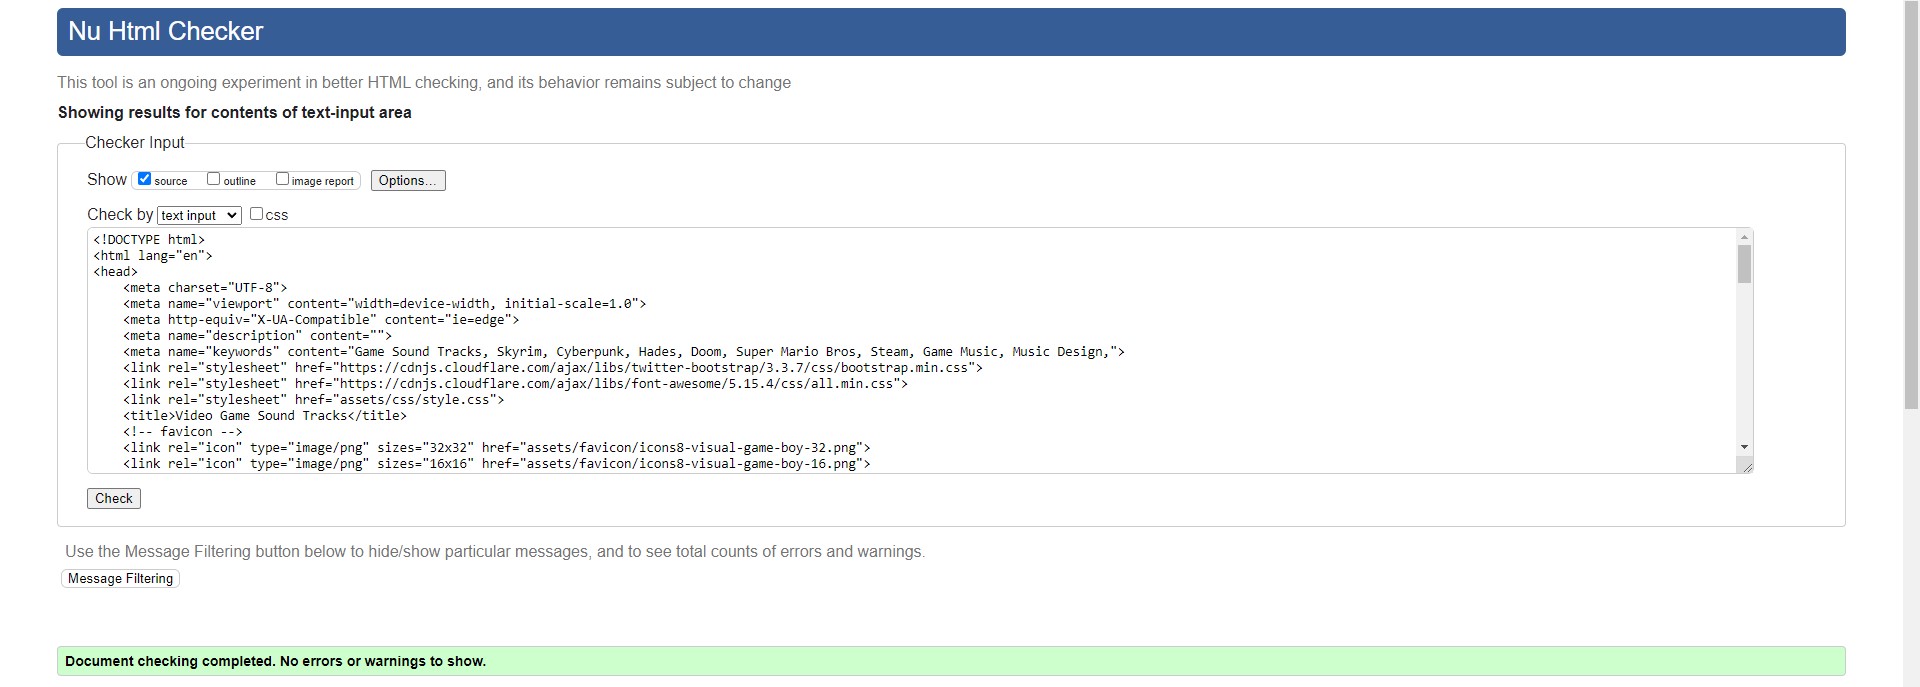 Nu Html Checker
This tool is an ongoing experiment in better HTML checking, and its behavior remains subject to change
Showing results for contents of text-input area
Checker Input
Show source outline image report Options...
Check by text input css
<!DOCTYPE html>
<html lang="en">
<head>
    <meta charset="UTF-8">
    <meta name="viewport" content="width=device-width, initial-scale=1.0">
    <meta http-equiv="X-UA-Compatible" content="ie=edge">
    <meta name="description" content="">
    <meta name="keywords" content="Game Sound Tracks, Skyrim, Cyberpunk, Hades, Doom, Super Mario Bros, Steam, Game Music, Music Design,">
    <link rel="stylesheet" href="https://cdnjs.cloudflare.com/ajax/libs/twitter-bootstrap/3.3.7/css/bootstrap.min.css">
    <link rel="stylesheet" href="https://cdnjs.cloudflare.com/ajax/libs/font-awesome/5.15.4/css/all.min.css">
    <link rel="stylesheet" href="assets/css/style.css">
    <title>Video Game Sound Tracks</title>
    <!-- favicon -->
    <link rel="icon" type="image/png" sizes="32x32" href="assets/favicon/icons8-visual-game-boy-32.png">
    <link rel="icon" type="image/png" sizes="16x16" href="assets/favicon/icons8-visual-game-boy-16.png">
Check
Use the Message Filtering button below to hide/show particular messages, and to see total counts of errors and warnings.
Message Filtering
Document checking completed. No errors or warnings to show.